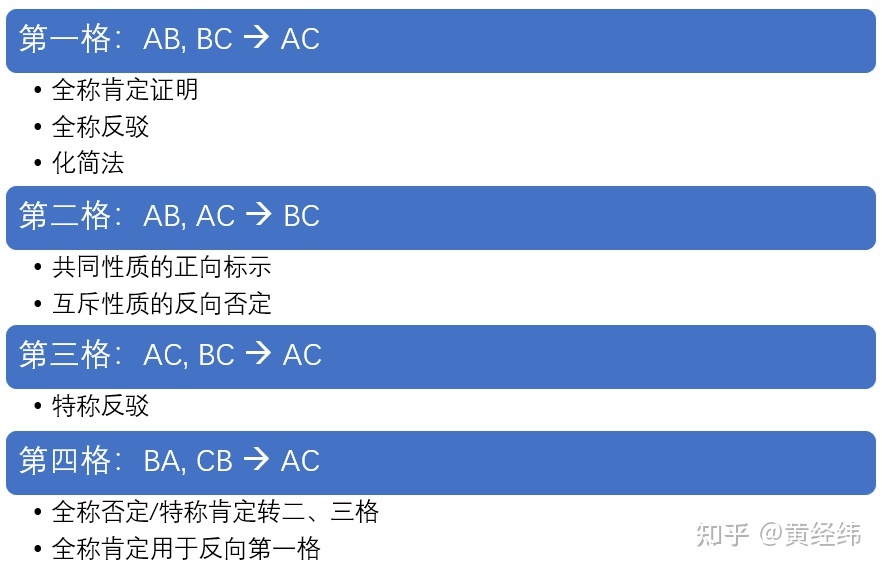 第一格：AB, BC → AC
• 全称肯定证明
• 全称反驳
• 化简法
第二格：AB, AC → BC
• 共同性质的正向标示
• 互斥性质的反向否定
第三格：AC, BC → AC
• 特称反驳
第四格：BA, CB → AC
• 全称否定/特称肯定转二、三格
• 全称肯定用于反向第一格
知乎 @黄经纬